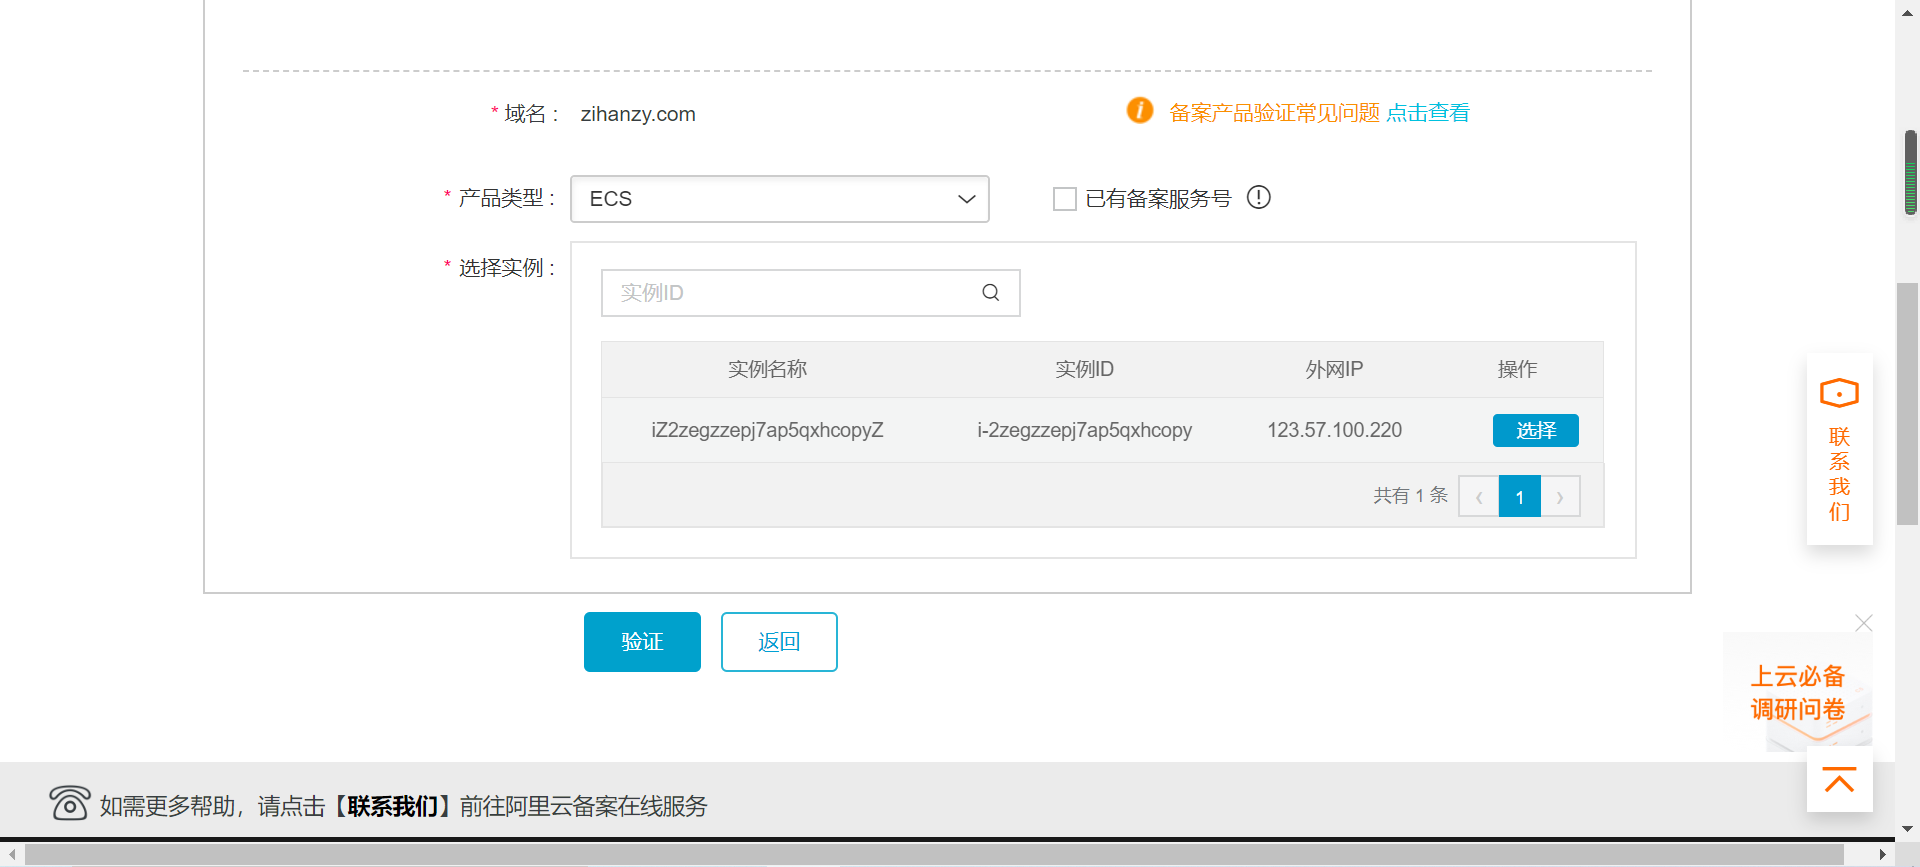 * 域名： zihanzy.com
备案产品验证常见问题 点击查看
* 产品类型： ECS
已有备案服务号
* 选择实例：
实例ID
实例名称 实例ID 外网IP 操作
iZ2zegzzepj7ap5qxhcopyZ i-2zegzzepj7ap5qxhcopy 123.57.100.220 选择
共有 1 条 1
验证 返回
联系我们
上云必备
调研问卷
如需更多帮助，请点击【联系我们】前往阿里云备案在线服务